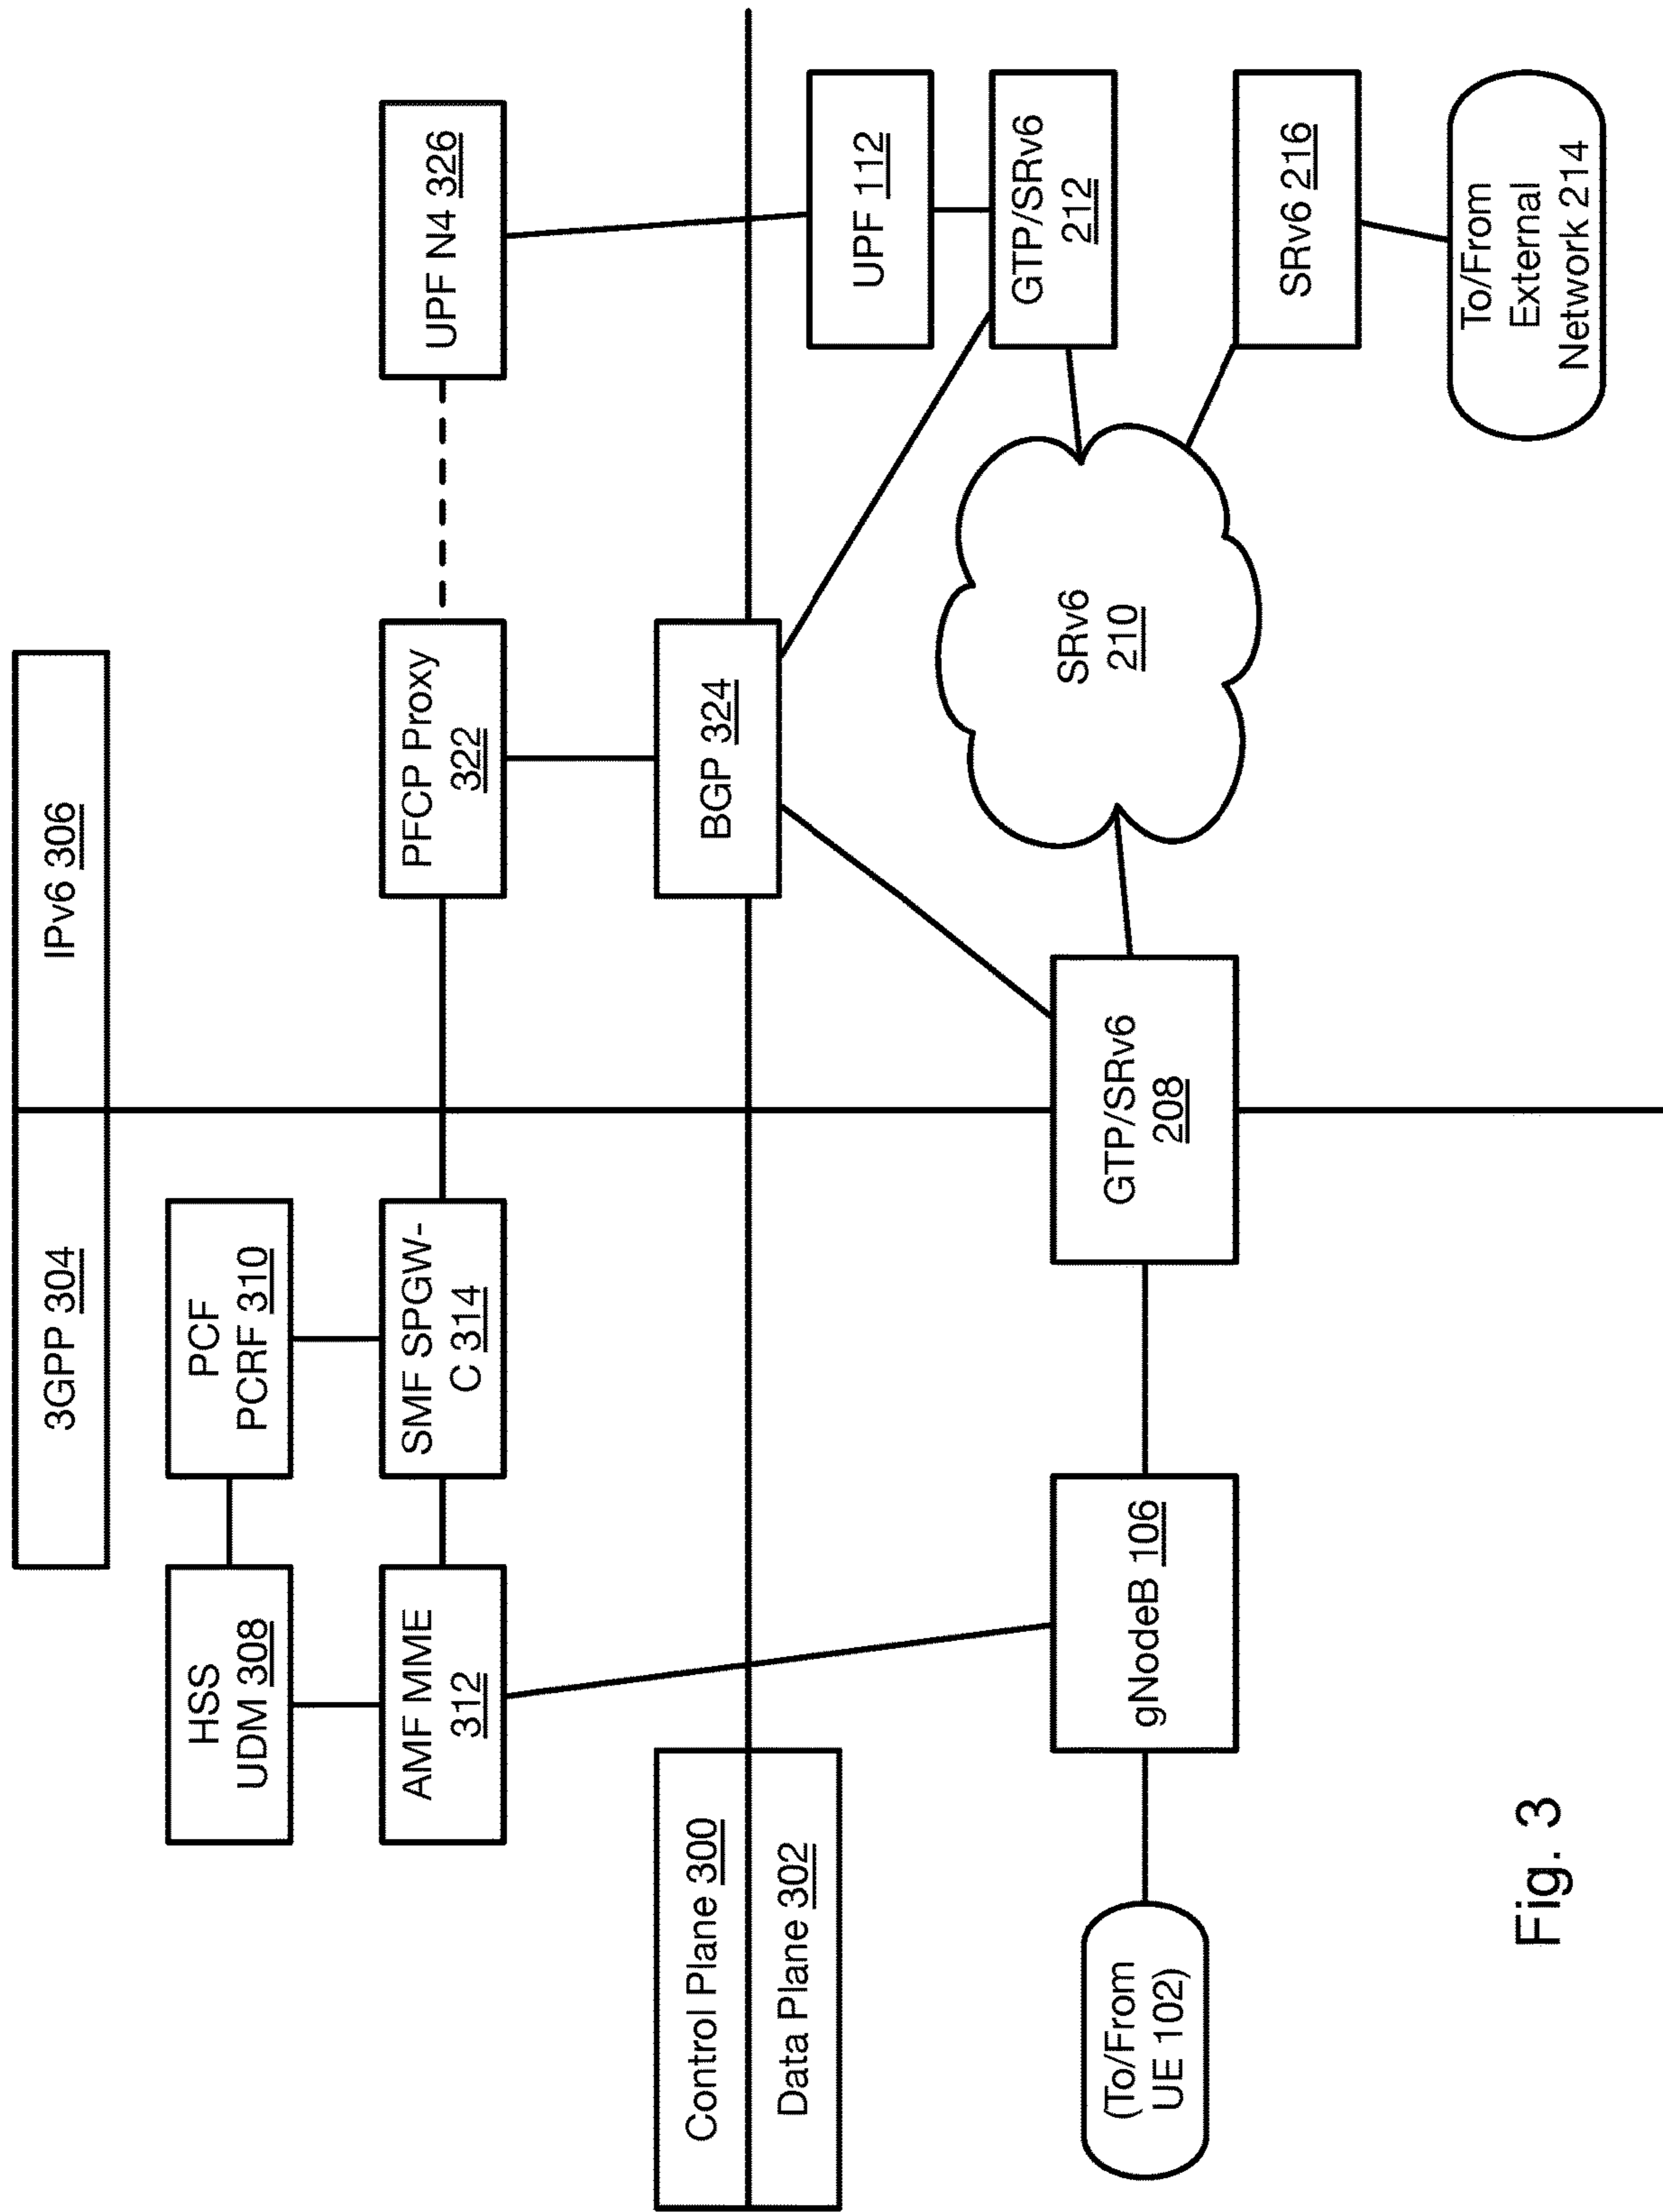 3GPP 304
IPv6 306
HSS
UDM 308
PCF
PCRF 310
AMF MME
312
SMF SPGW-
C 314
PFCP Proxy
322
UPF N4 326
Control Plane 300
Data Plane 302
BGP 324
UPF 112
GTP/SRv6
212
(To/From
UE 102)
gNodeB 106
GTP/SRv6
208
SRv6
210
SRv6 216
To/From
External
Network 214
Fig. 3